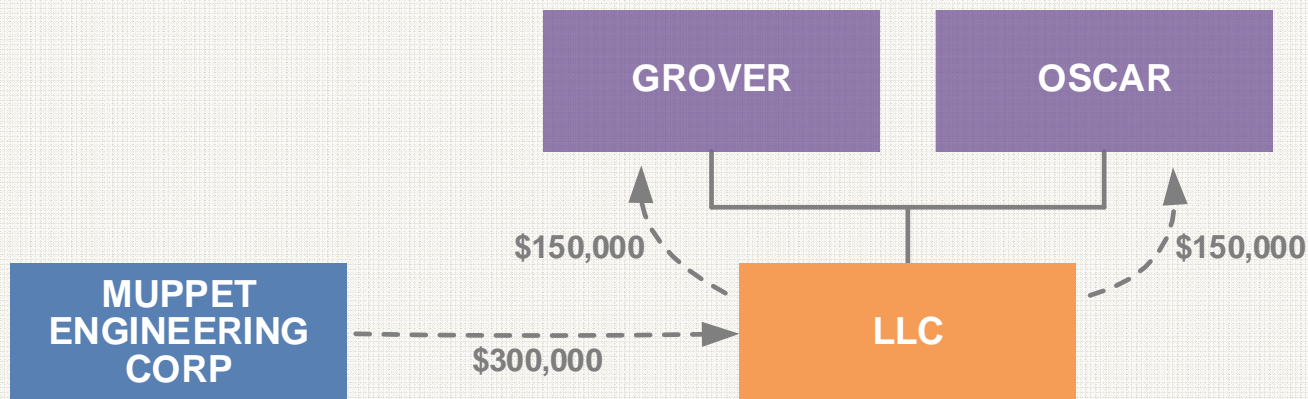 GROVER
OSCAR
$150,000
$150,000
MUPPET
ENGINEERING
CORP
LLC
$300,000